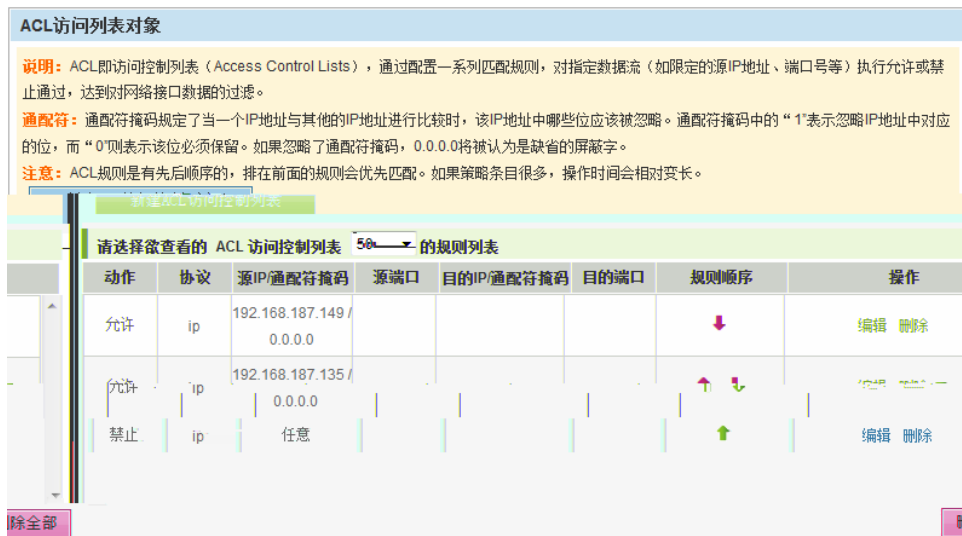 ACL访问列表对象
说明：ACL即访问控制列表（Access Control Lists），通过配置一系列匹配规则，对指定数据流（如限定的源IP地址、端口号等）执行允许或禁
止通过，达到对网络接口数据的过滤。
通配符：通配符掩码规定了当一个IP地址与其他的IP地址进行比较时，该IP地址中哪些位应该被忽略。通配符掩码中的“1”表示忽略IP地址中对应
的位，而“0”则表示该位必须保留。如果忽略了通配符掩码，0.0.0.0将被认为是缺省的屏蔽字。
注意：ACL规则是有先后顺序的，排在前面的规则会优先匹配。如果策略条目很多，操作时间会相对变长。
新建ACL访问控制列表
请选择欲查看的 ACL 访问控制列表 50 的规则列表
动作 协议 源IP/通配符掩码 源端口 目的IP/通配符掩码 目的端口 规则顺序 操作
允许 ip 192.168.187.149 / 0.0.0.0 编辑 删除
允许 ip 192.168.187.135 / 0.0.0.0
禁止 ip 任意 编辑 删除
除全部